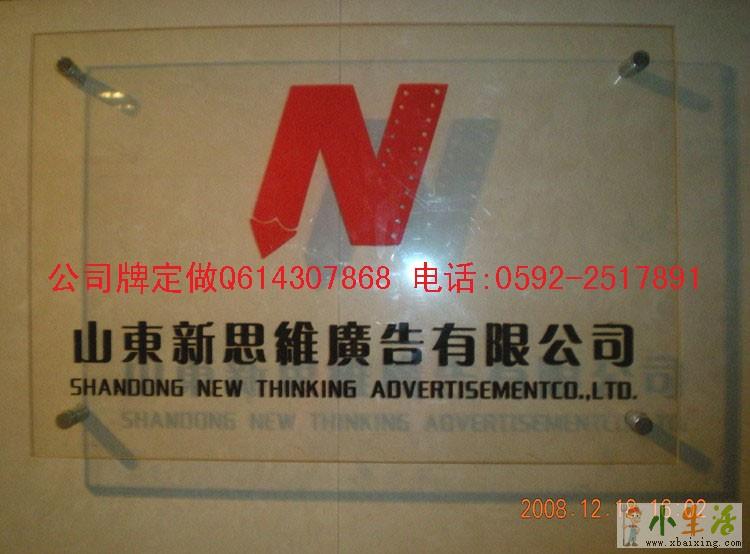 N
公司牌定做Q614307868 电话:0592-2517891
山東新思維廣告有限公司
SHANDONG NEW THINKING ADVERTISEMENTCO.,LTD.
2008.12.18 16:02
小生活
www.xbaixing.com